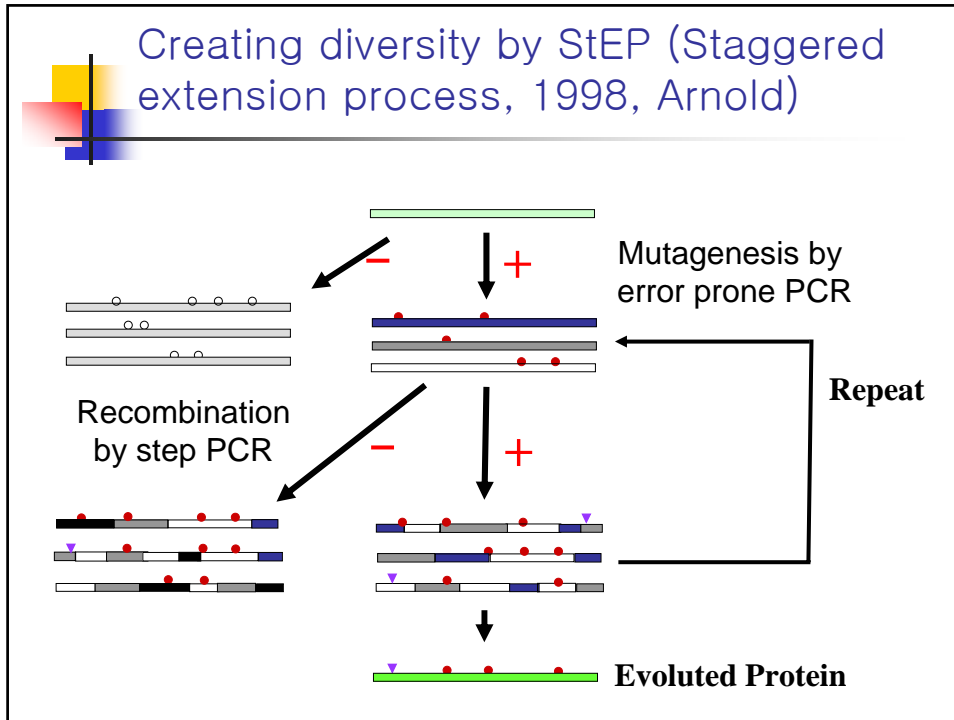 Creating diversity by StEP (Staggered
extension process, 1998, Arnold)
−
+
Mutagenesis by
error prone PCR
Repeat
Recombination
by step PCR
−
+
Evoluted Protein